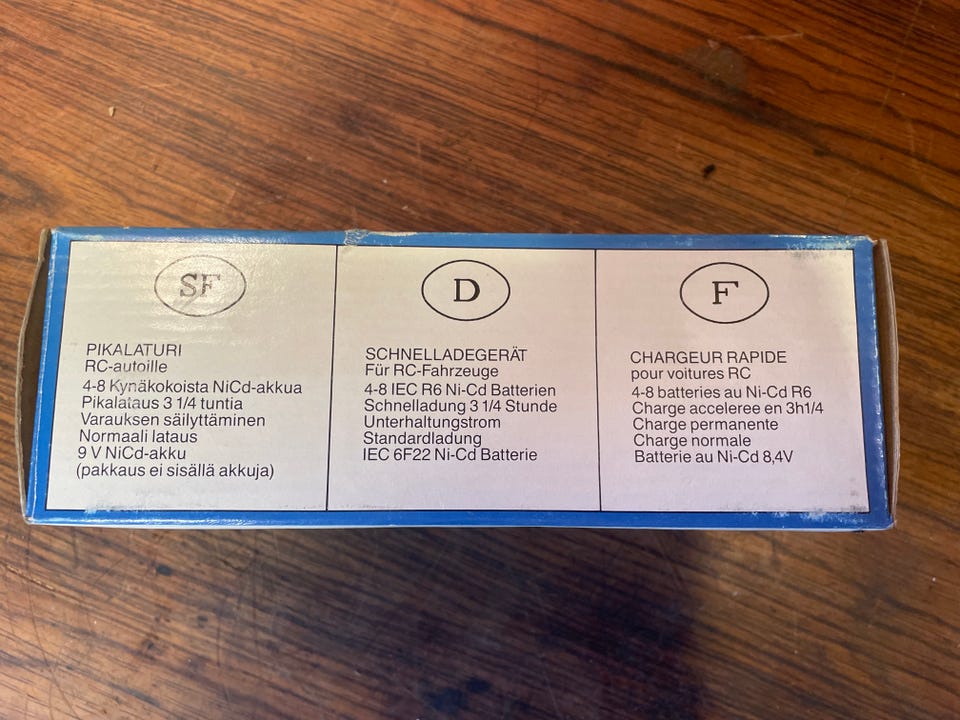 SF
PIKALATURI
RC-autoille
4-8 Kynäkokoista NiCd-akkua
Pikalataus 3 1/4 tuntia
Varauksen säilyttäminen
Normaali lataus
9 V NiCd-akku
(pakkaus ei sisällä akkuja)
D
SCHNELLADEGERÄT
Für RC-Fahrzeuge
4-8 IEC R6 Ni-Cd Batterien
Schnelladung 3 1/4 Stunde
Unterhaltungstrom
Standardladung
IEC 6F22 Ni-Cd Batterie
F
CHARGEUR RAPIDE
pour voitures RC
4-8 batteries au Ni-Cd R6
Charge acceleree en 3h1/4
Charge permanente
Charge normale
Batterie au Ni-Cd 8,4V